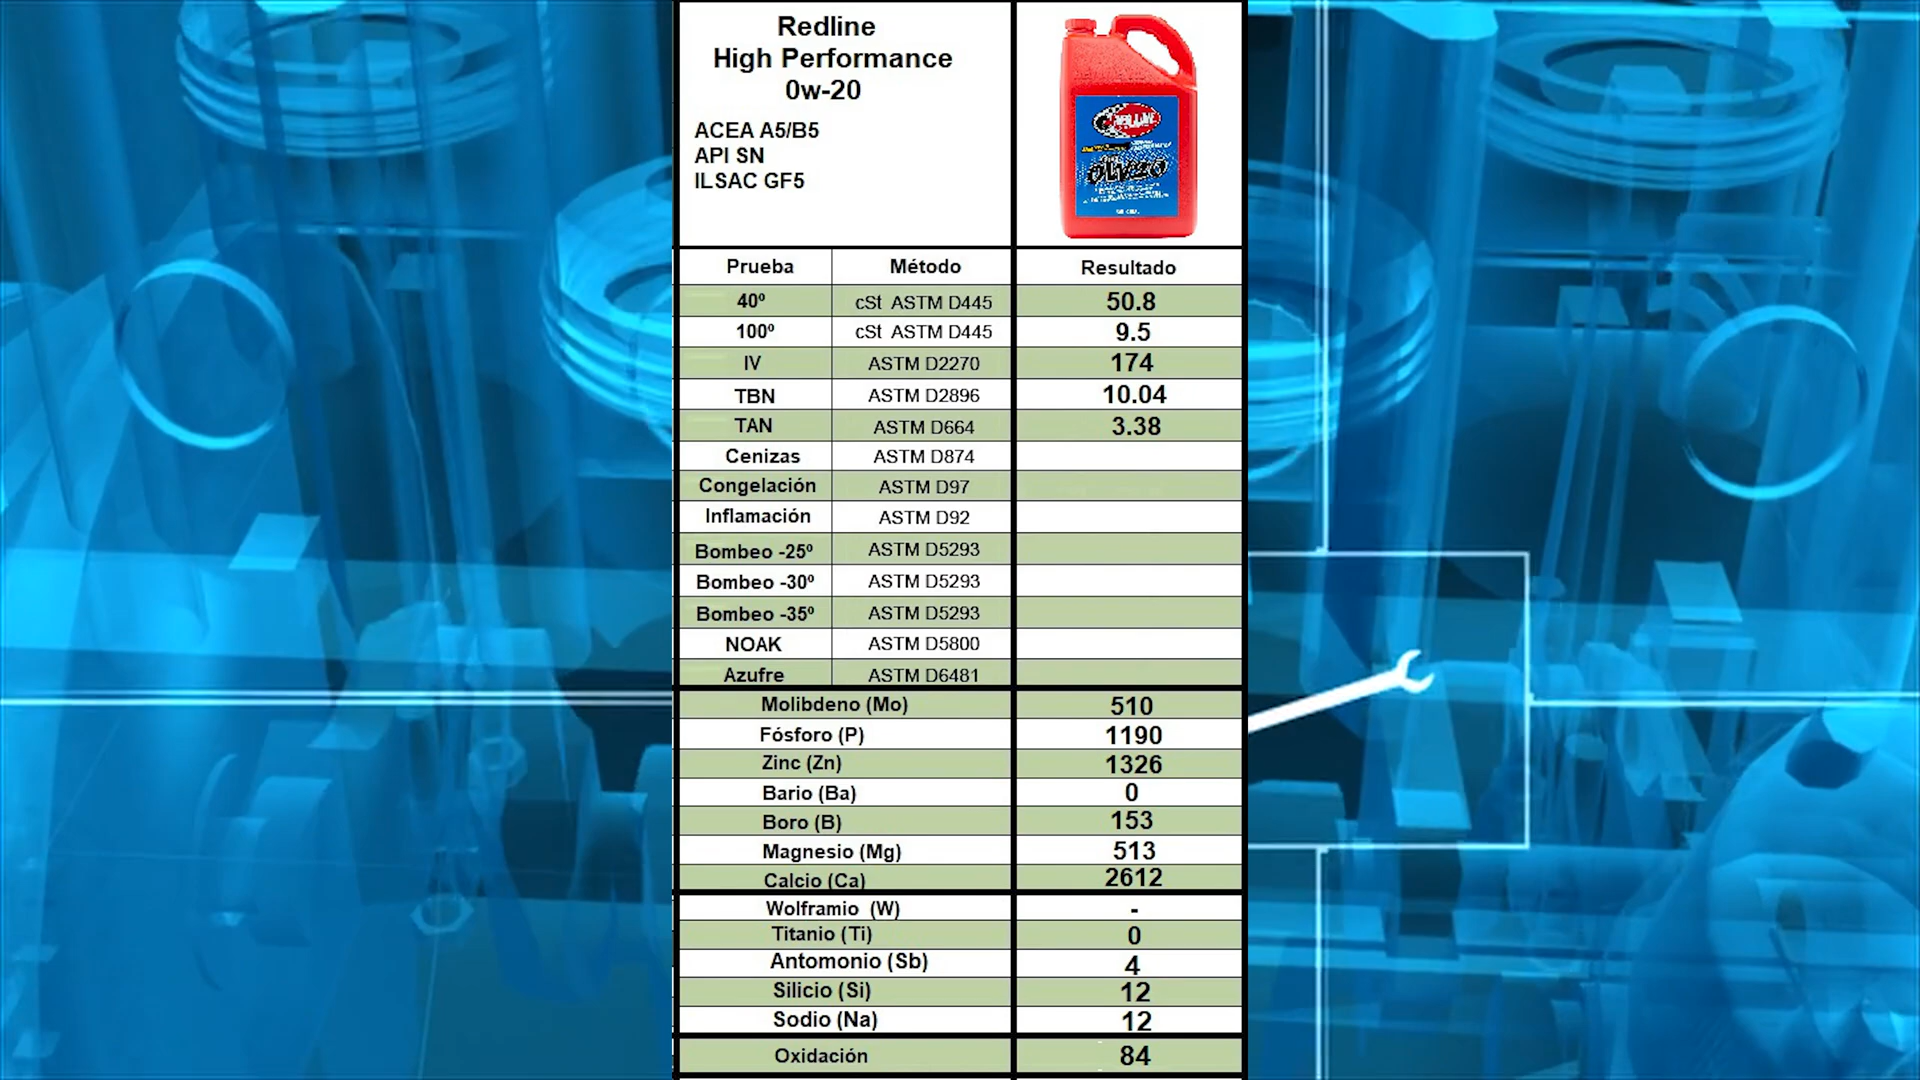 Redline
High Performance
0w-20
ACEA A5/B5
API SN
ILSAC GF5
RED LINE
0W20
Prueba Método Resultado
40º cSt ASTM D445 50.8
100º cSt ASTM D445 9.5
IV ASTM D2270 174
TBN ASTM D2896 10.04
TAN ASTM D664 3.38
Cenizas ASTM D874
Congelación ASTM D97
Inflamación ASTM D92
Bombeo -25º ASTM D5293
Bombeo -30º ASTM D5293
Bombeo -35º ASTM D5293
NOAK ASTM D5800
Azufre ASTM D6481
Molibdeno (Mo) 510
Fósforo (P) 1190
Zinc (Zn) 1326
Bario (Ba) 0
Boro (B) 153
Magnesio (Mg) 513
Calcio (Ca) 2612
Wolframio (W) -
Titanio (Ti) 0
Antomonio (Sb) 4
Silicio (Si) 12
Sodio (Na) 12
Oxidación 84